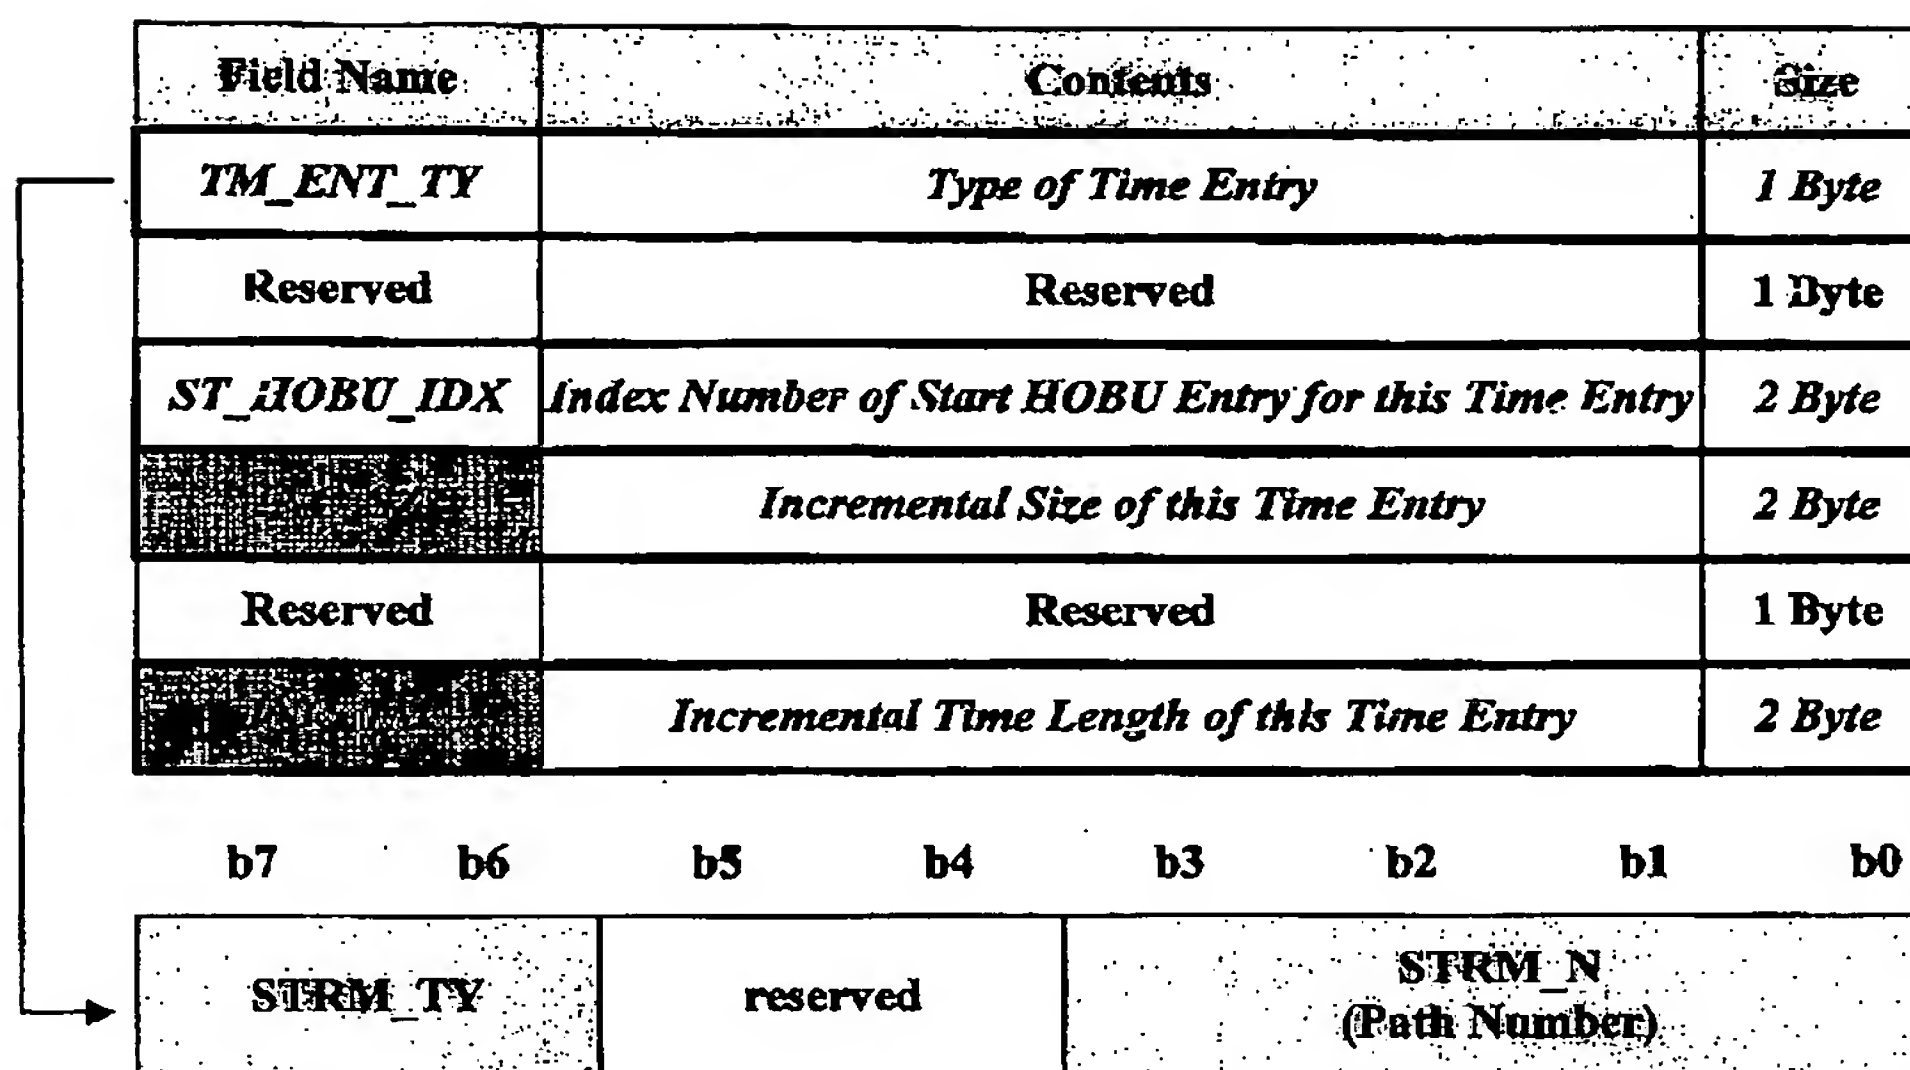 Field Name Contents Size
TM_ENT_TY Type of Time Entry 1 Byte
Reserved Reserved 1 Byte
ST_HOBU_IDX Index Number of Start HOBU Entry for this Time Entry 2 Byte
Incremental Size of this Time Entry 2 Byte
Reserved Reserved 1 Byte
Incremental Time Length of this Time Entry 2 Byte
b7 b6 b5 b4 b3 b2 b1 b0
STRM_TY reserved STRM_N
(Path Number)